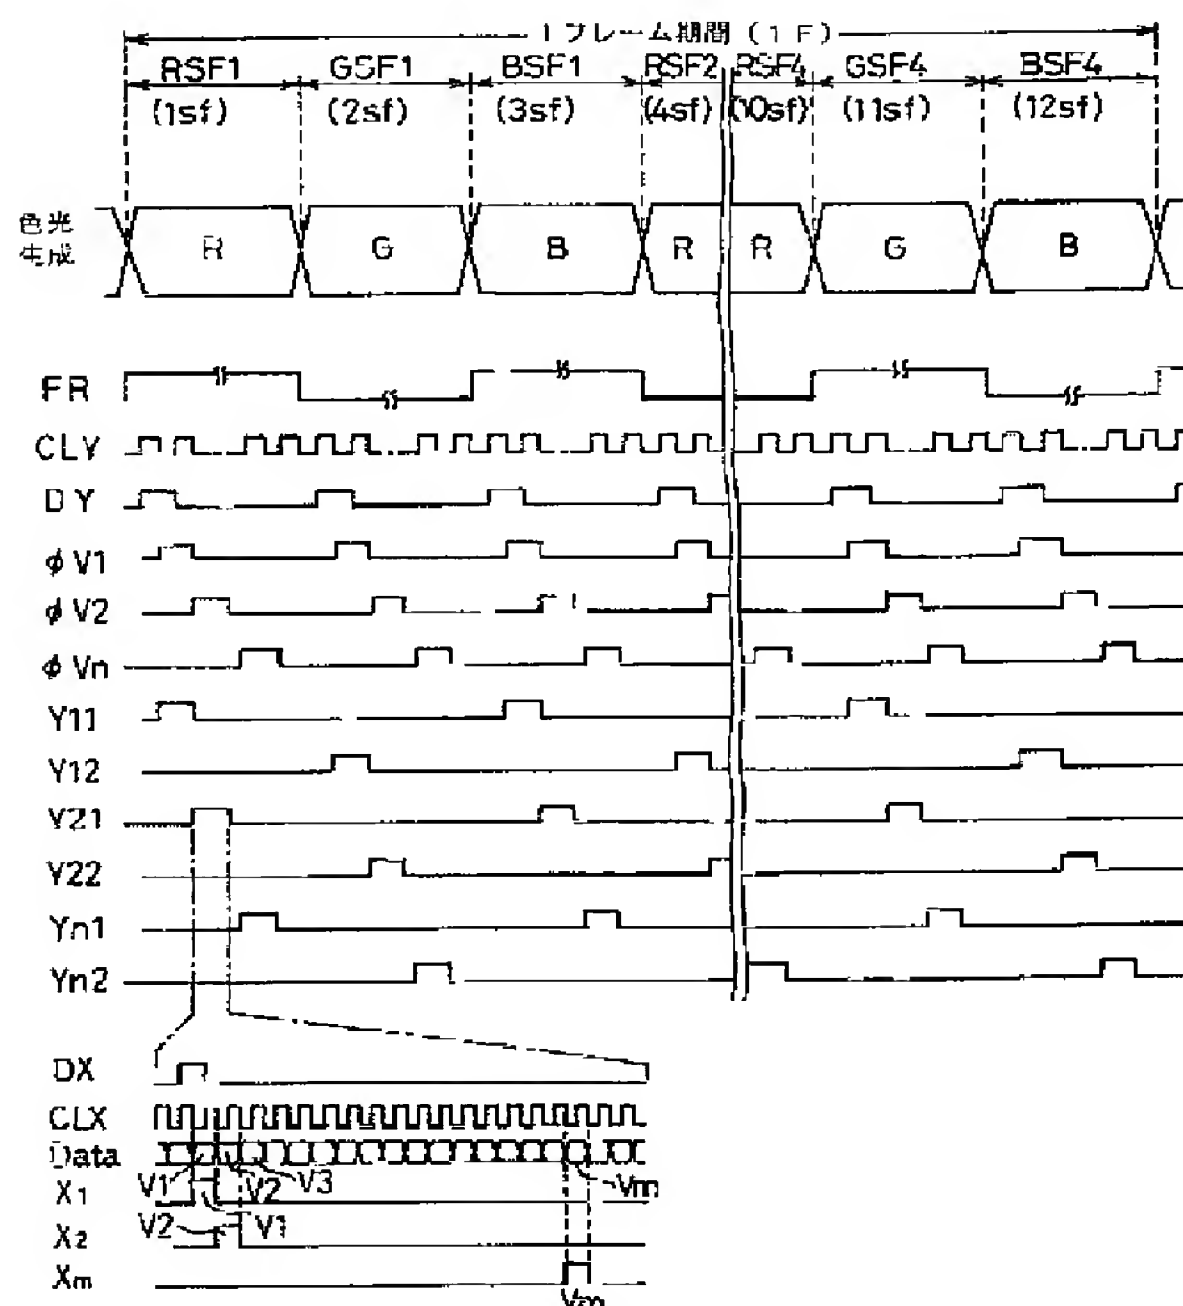 1フレーム期間(1F)
RSF1 GSF1 BSF1 RSF2 RSF4 GSF4 BSF4
(1sf) (2sf) (3sf) (4sf) (10sf) (11sf) (12sf)
色光
生成
R G B R R G B
FR
CLY
DY
φV1
φV2
φVn
Y11
Y12
Y21
Y22
Yn1
Yn2
DX
CLX
Data
V1 V2 V3 Vm
X1
V2 V1
X2
Xm
Vm